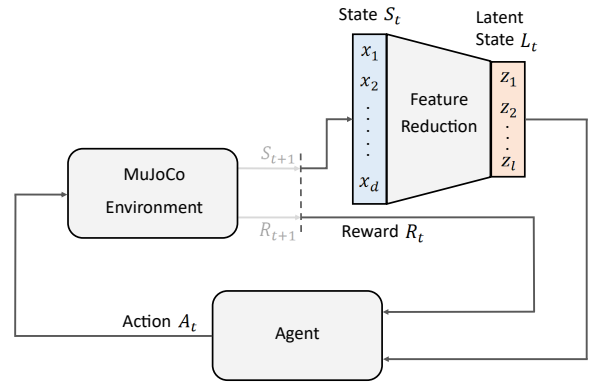 State S_t
Latent
State L_t
x_1
x_2
.
.
.
.
.
x_d
Feature
Reduction
z_1
z_2
.
.
.
z_l
MuJoCo
Environment
S_{t+1}
R_{t+1}
Reward R_t
Action A_t
Agent